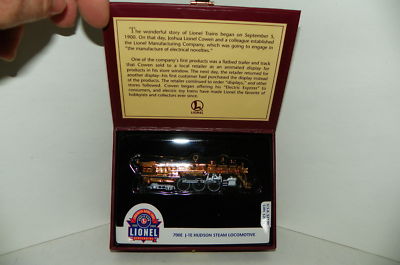 "The wonderful story of Lionel Trains began on September 5,
1900. On that day, Joshua Lionel Cowen and a colleague established
the Lionel Manufacturing Company, which was going to engage in
"the manufacture of electrical novelties."
One of the company's first products was a flatbed trailer and track
that Cowen sold to a local retailer as an animated display for
products in his store window. The next day, the retailer returned for
another display: his first customer had purchased the display instead
of the products. The retailer continued to order "displays," and other
stores followed. Cowen began offering his "Electric Express" to
consumers, and electric toy trains have made Lionel the favorite of
hobbyists and collectors ever since.
LIONEL
LIONEL
700E J-1E HUDSON STEAM LOCOMOTIVE